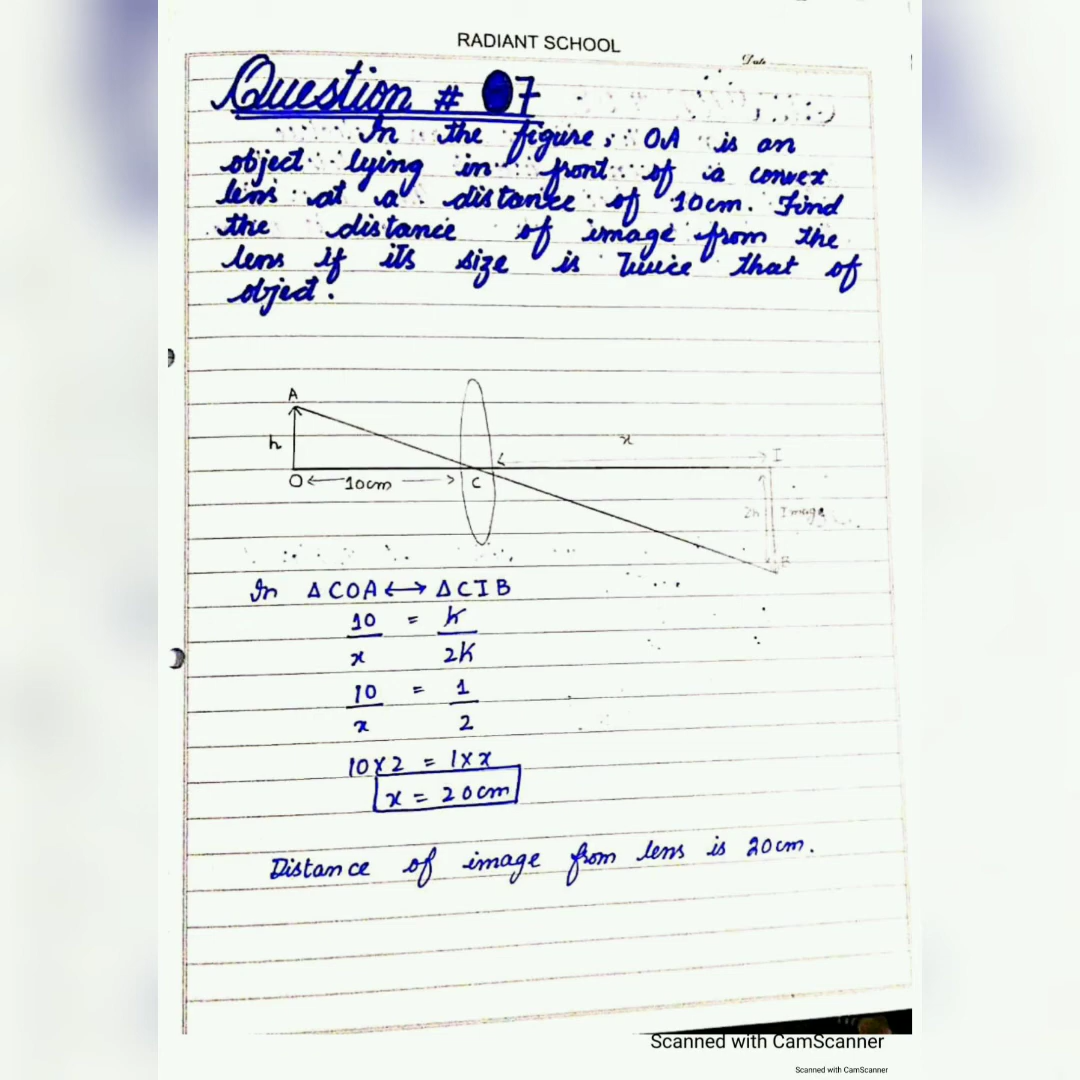 RADIANT SCHOOL
Date
Question # 7
In the figure, OA is an
object lying in front of a convex
lens at a distance of 10cm. Find
the distance of image from the
lens if its size is twice that of
object.
A
h
x
I
O 10cm C
2h Image
B
In ΔCOA ↔ ΔCIB
10 = h
x 2h
10 = 1
x 2
10×2 = 1×x
x = 20cm
Distance of image from lens is 20cm.
Scanned with CamScanner
Scanned with CamScanner